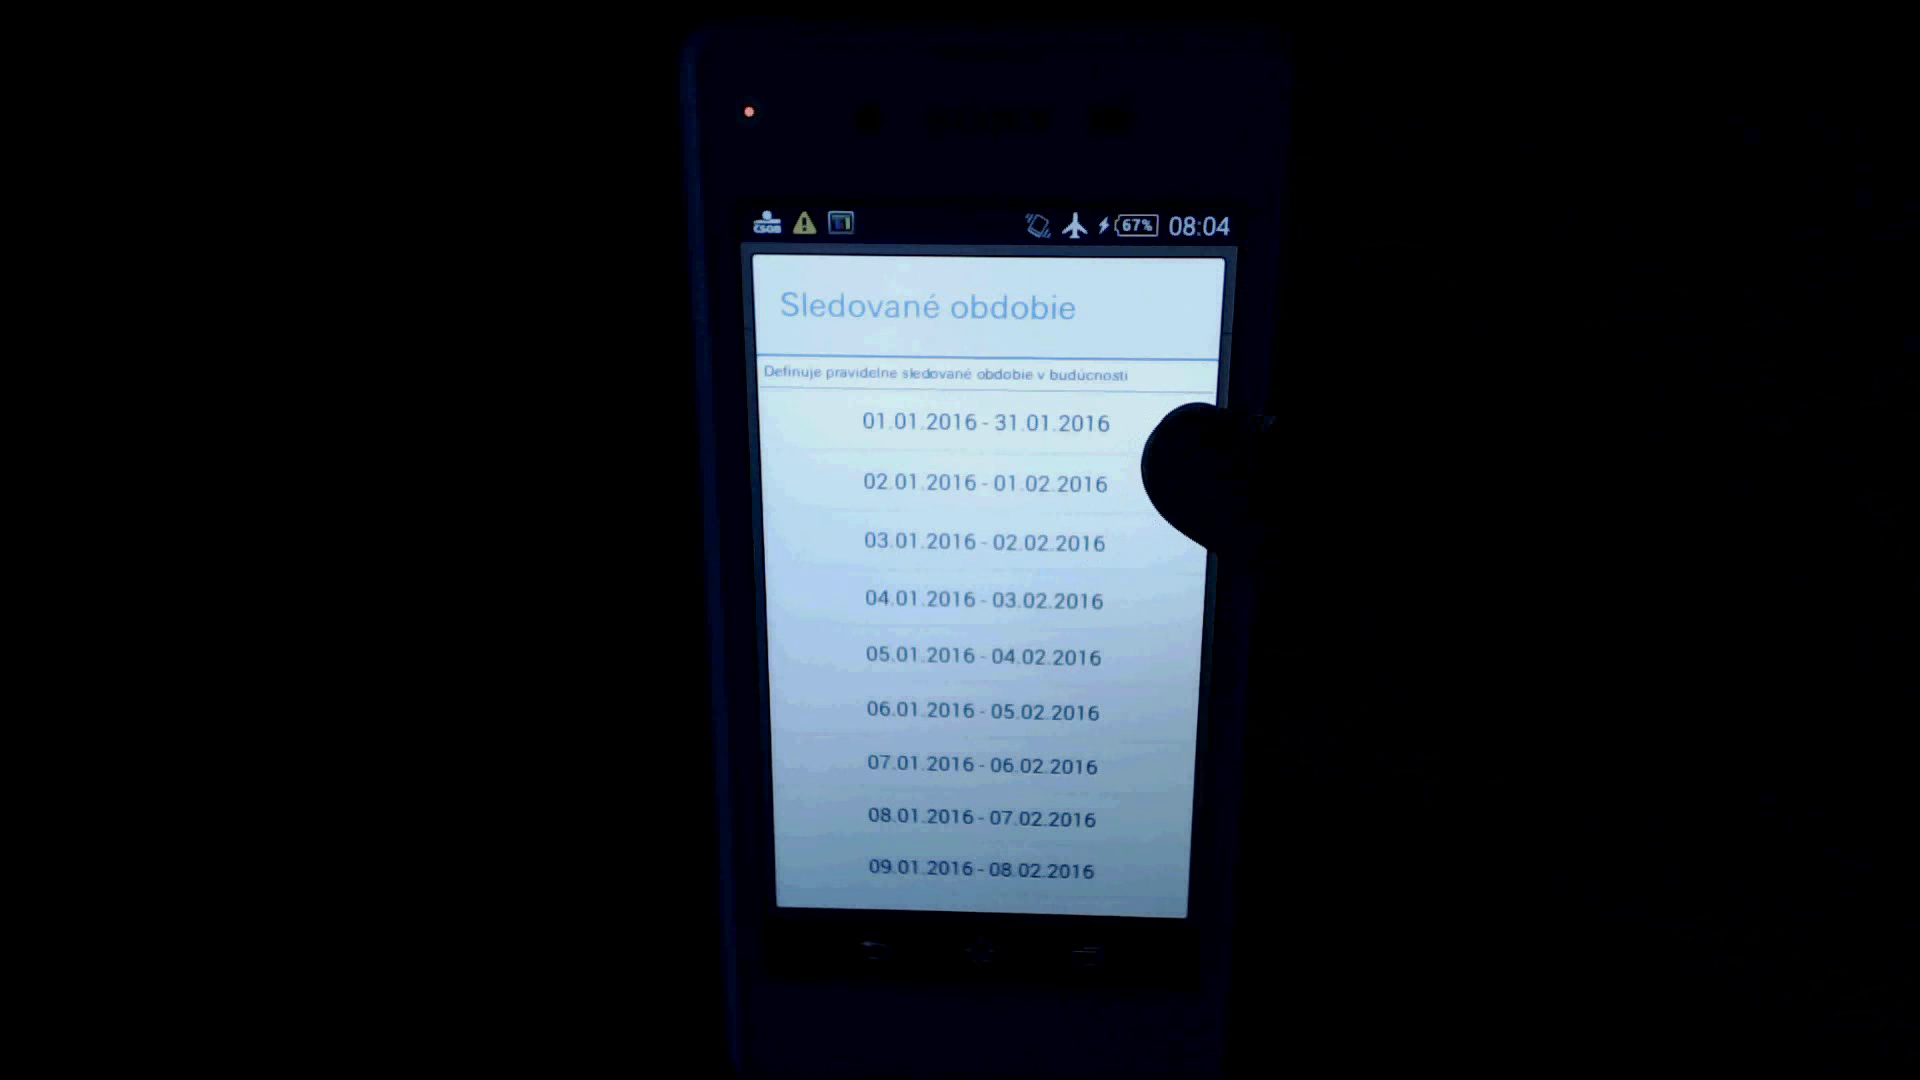 ČSOB
67% 08:04
Sledované obdobie
Definuje pravidelne sledované obdobie v budúcnosti
01.01.2016 - 31.01.2016
02.01.2016 - 01.02.2016
03.01.2016 - 02.02.2016
04.01.2016 - 03.02.2016
05.01.2016 - 04.02.2016
06.01.2016 - 05.02.2016
07.01.2016 - 06.02.2016
08.01.2016 - 07.02.2016
09.01.2016 - 08.02.2016